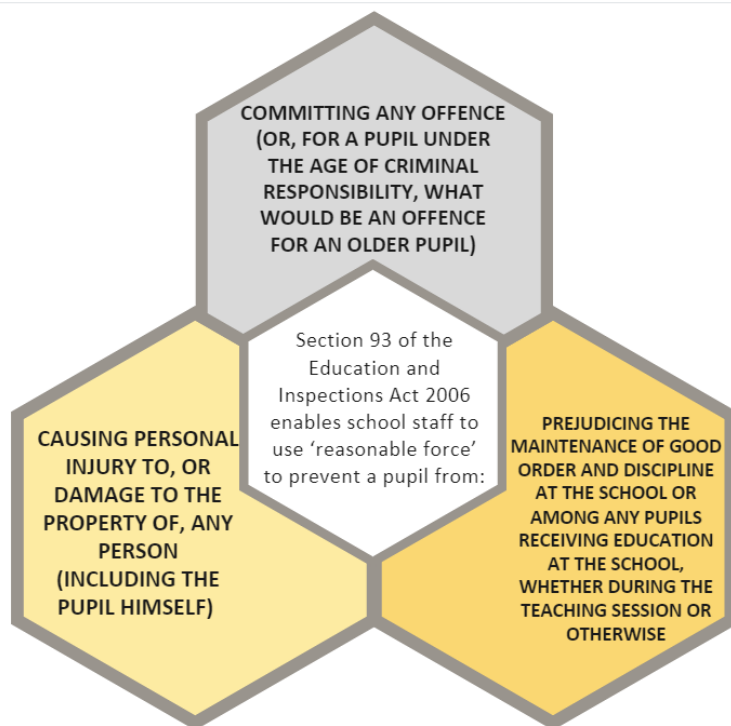 COMMITTING ANY OFFENCE
(OR, FOR A PUPIL UNDER
THE AGE OF CRIMINAL
RESPONSIBILITY, WHAT
WOULD BE AN OFFENCE
FOR AN OLDER PUPIL)
Section 93 of the
Education and
Inspections Act 2006
enables school staff to
use ‘reasonable force’
to prevent a pupil from:
CAUSING PERSONAL
INJURY TO, OR
DAMAGE TO THE
PROPERTY OF, ANY
PERSON
(INCLUDING THE
PUPIL HIMSELF)
PREJUDICING THE
MAINTENANCE OF GOOD
ORDER AND DISCIPLINE
AT THE SCHOOL OR
AMONG ANY PUPILS
RECEIVING EDUCATION
AT THE SCHOOL,
WHETHER DURING THE
TEACHING SESSION OR
OTHERWISE